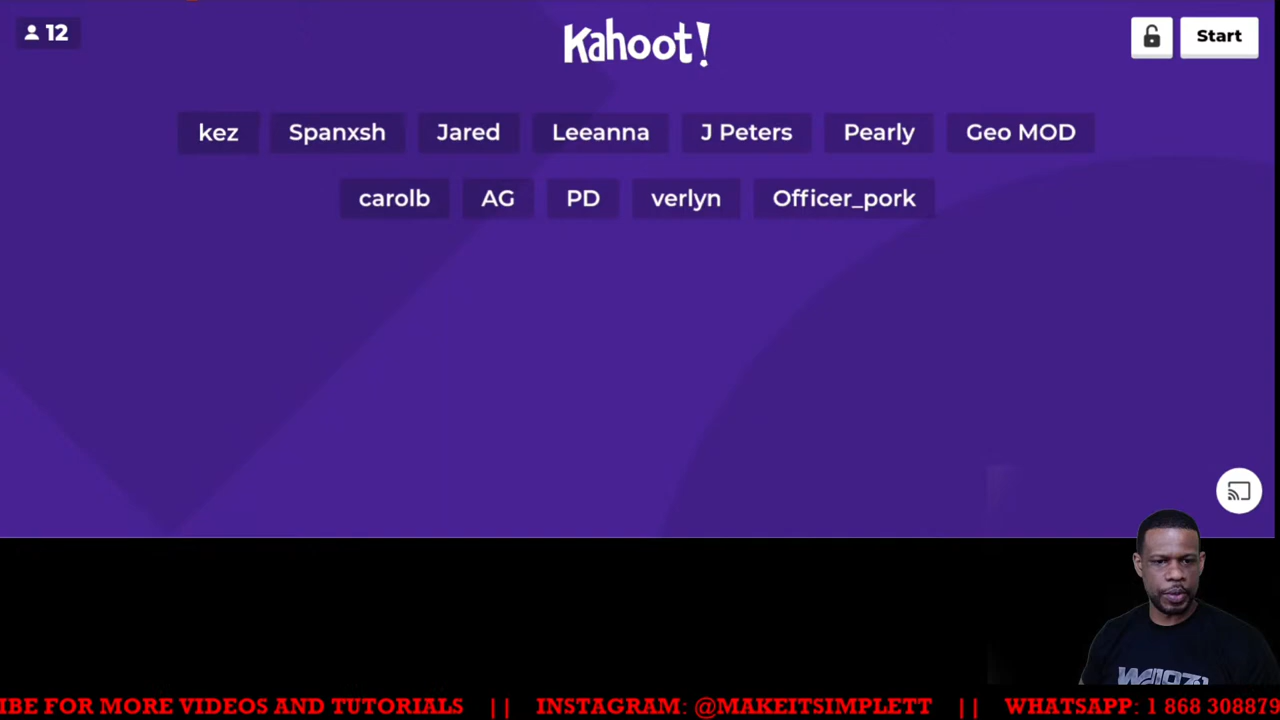 12
Kahoot!
Start
kez Spanxsh Jared Leeanna J Peters Pearly Geo MOD
carolb AG PD verlyn Officer_pork
IBE FOR MORE VIDEOS AND TUTORIALS || INSTAGRAM: @MAKEITSIMPLETT || WHATSAPP: 1 868 308879